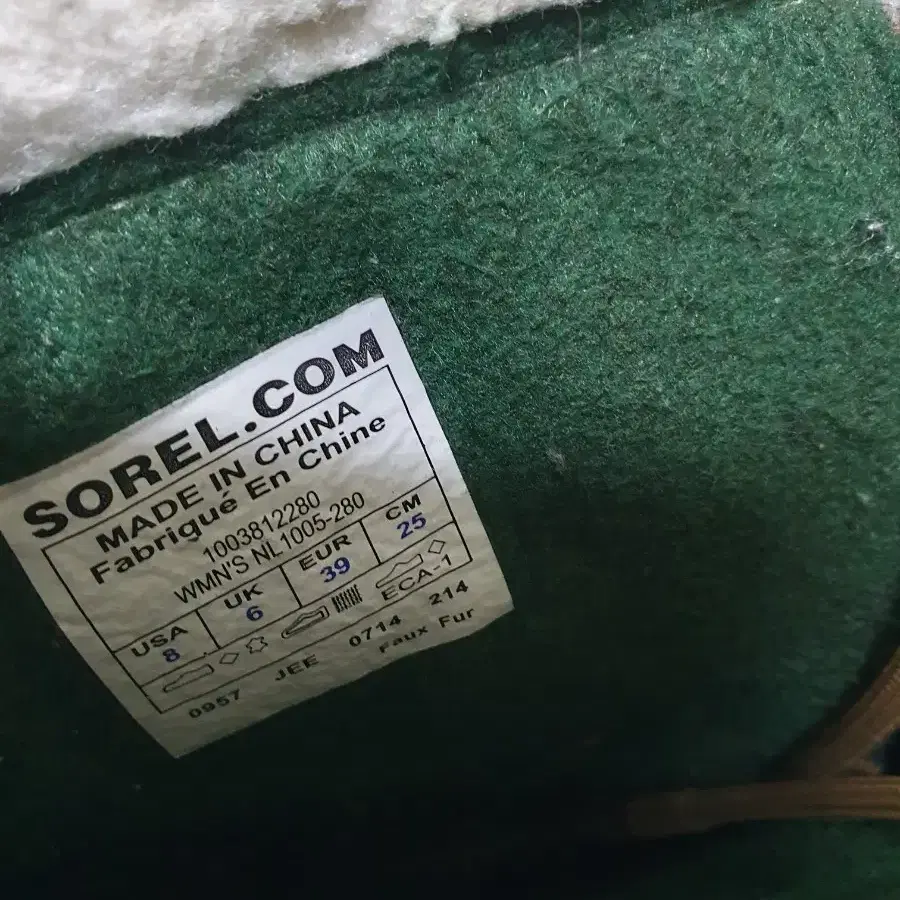 SOREL.COM
MADE IN CHINA
Fabriqué En Chine
1003812280
WMN'S NL1005-280
USA UK EUR CM
8 6 39 25
ECA-1
0957 JEE 0714 214
Faux Fur